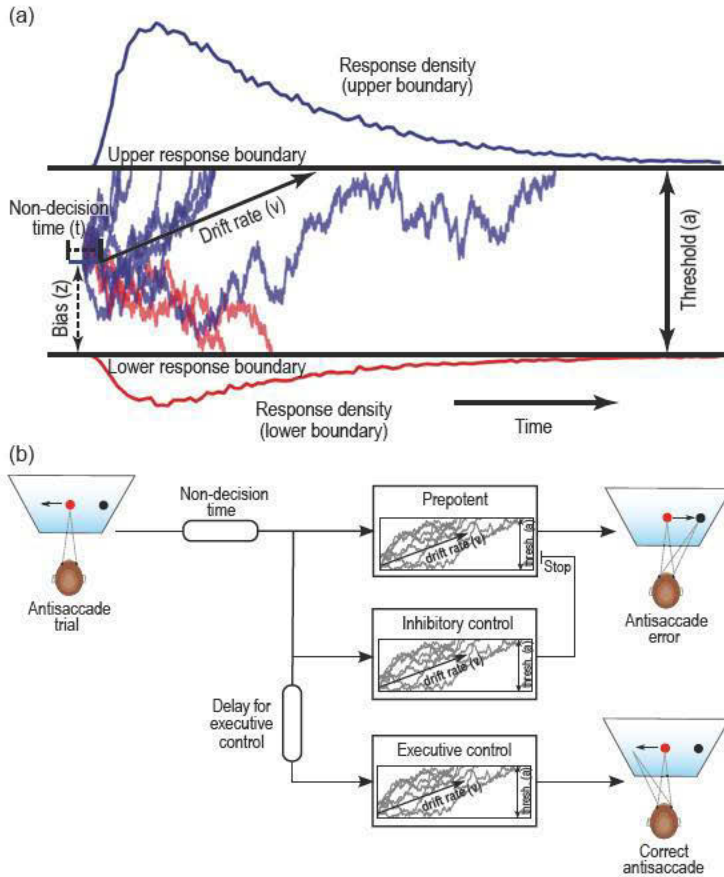 (a)
Response density
(upper boundary)
Upper response boundary
Non-decision
time (t)
Drift rate (v)
Bias (z)
Threshold (a)
Lower response boundary
Response density
(lower boundary)
Time
(b)
Non-decision
time
Prepotent
drift rate (v)
thresh. (a)
Stop
Antisaccade
trial
Antisaccade
error
Inhibitory control
drift rate (v)
thresh. (a)
Delay for
executive
control
Executive control
drift rate (v)
thresh. (a)
Correct
antisaccade